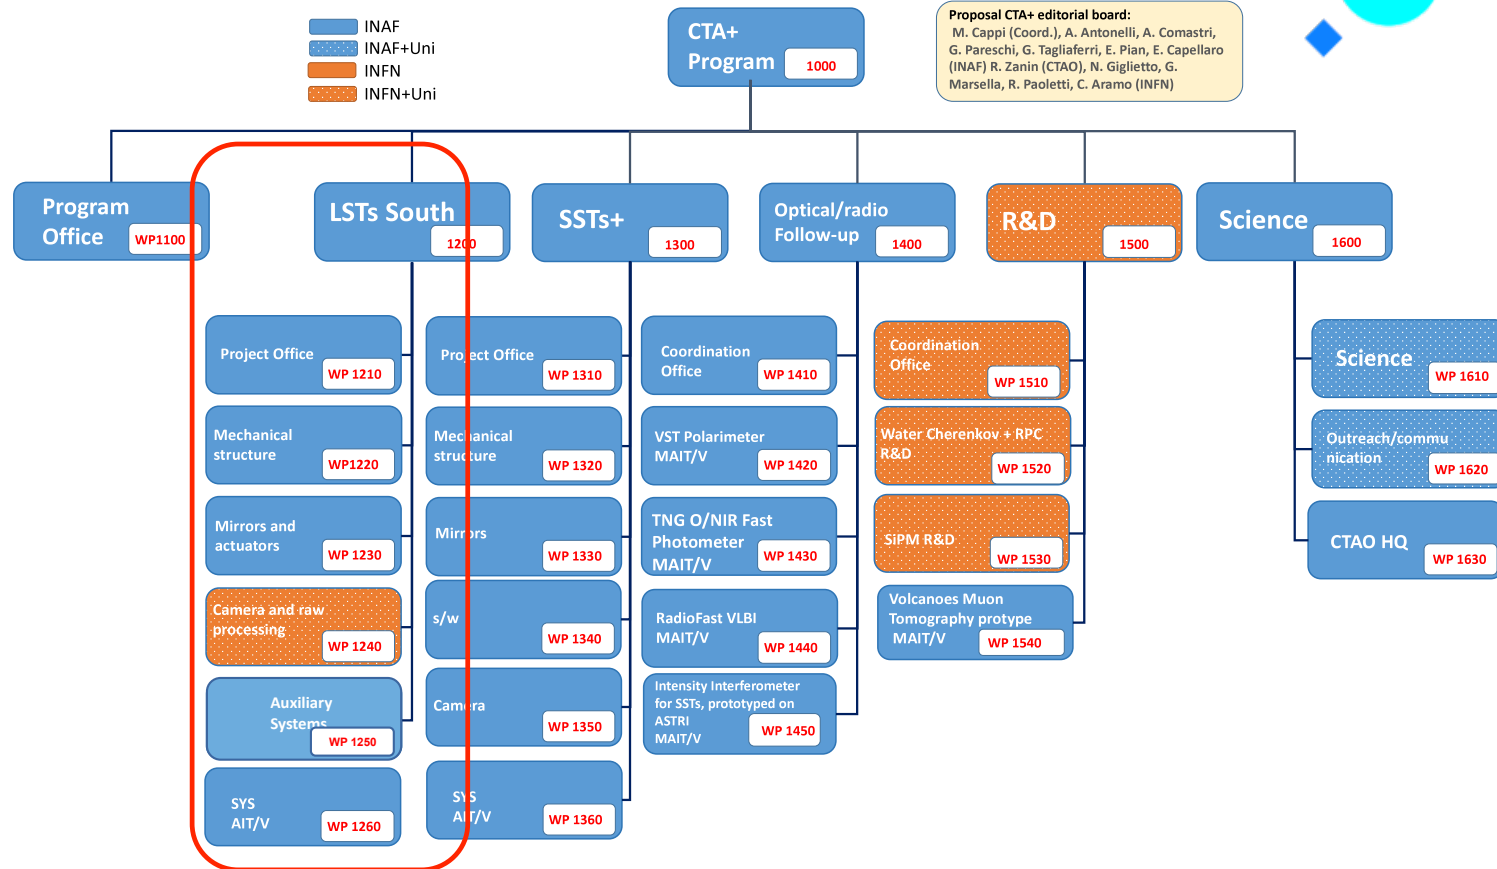 INAF
INAF+Uni
INFN
INFN+Uni
CTA+
Program
1000
Proposal CTA+ editorial board:
M. Cappi (Coord.), A. Antonelli, A. Comastri,
G. Pareschi, G. Tagliaferri, E. Pian, E. Capellaro
(INAF) R. Zanin (CTAO), N. Giglietto, G.
Marsella, R. Paoletti, C. Aramo (INFN)
Program
Office
WP1100
LSTs South
1200
SSTs+
1300
Optical/radio
Follow-up
1400
R&D
1500
Science
1600
Project Office
WP 1210
Mechanical
structure
WP1220
Mirrors and
actuators
WP 1230
Camera and raw
processing
WP 1240
Auxiliary
Systems
WP 1250
SYS
AIT/V
WP 1260
Project Office
WP 1310
Mechanical
structure
WP 1320
Mirrors
WP 1330
s/w
WP 1340
Camera
WP 1350
SYS
AIT/V
WP 1360
Coordination
Office
WP 1410
VST Polarimeter
MAIT/V
WP 1420
TNG O/NIR Fast
Photometer
MAIT/V
WP 1430
RadioFast VLBI
MAIT/V
WP 1440
Intensity Interferometer
for SSTs, prototyped on
ASTRI
MAIT/V
WP 1450
Coordination
Office
WP 1510
Water Cherenkov + RPC
R&D
WP 1520
SiPM R&D
WP 1530
Volcanoes Muon
Tomography protype
MAIT/V
WP 1540
Science
WP 1610
Outreach/commu
nication
WP 1620
CTAO HQ
WP 1630